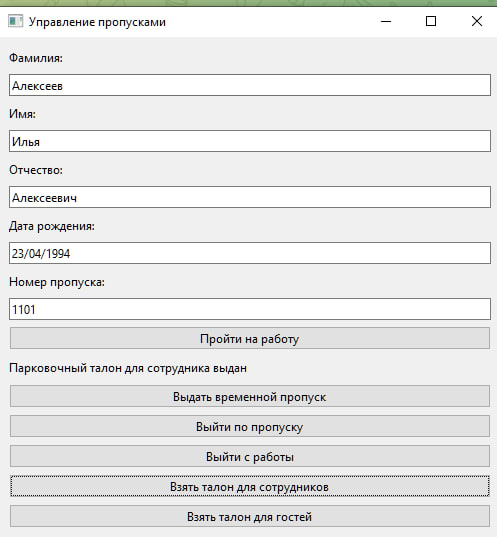 Управление пропусками
Фамилия:
Алексеев
Имя:
Илья
Отчество:
Алексеевич
Дата рождения:
23/04/1994
Номер пропуска:
1101
Пройти на работу
Парковочный талон для сотрудника выдан
Выдать временной пропуск
Выйти по пропуску
Выйти с работы
Взять талон для сотрудников
Взять талон для гостей